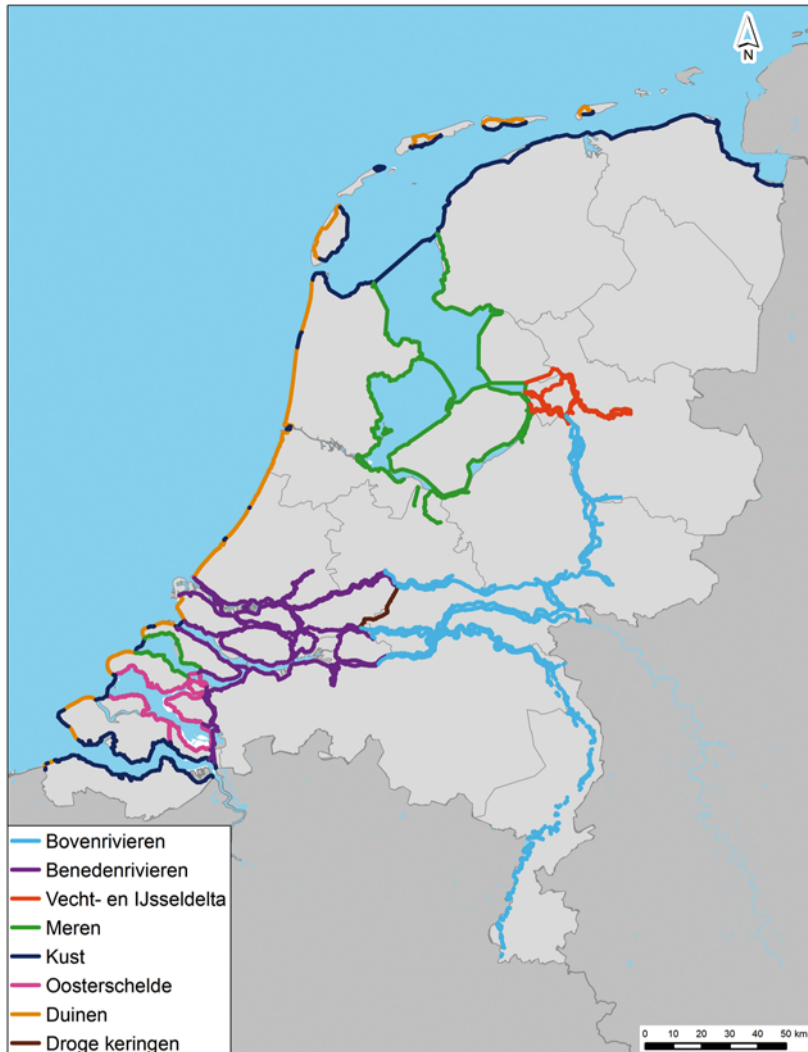 N
Bovenrivieren
Benedenrivieren
Vecht- en IJsseldelta
Meren
Kust
Oosterschelde
Duinen
Droge keringen
0 10 20 30 40 50 km